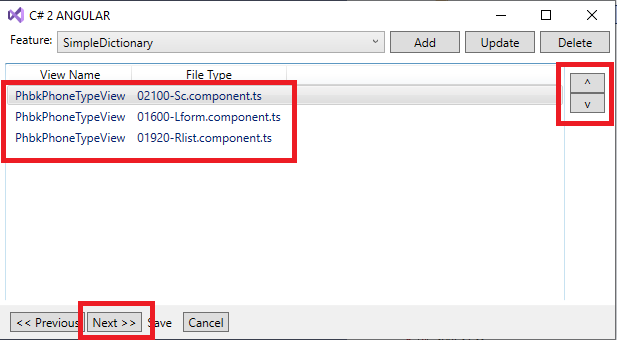 C# 2 ANGULAR
Feature: SimpleDictionary Add Update Delete
View Name File Type
PhbkPhoneTypeView 02100-Sc.component.ts
PhbkPhoneTypeView 01600-Lform.component.ts
PhbkPhoneTypeView 01920-Rlist.component.ts
^
v
<< Previous Next >> Save Cancel